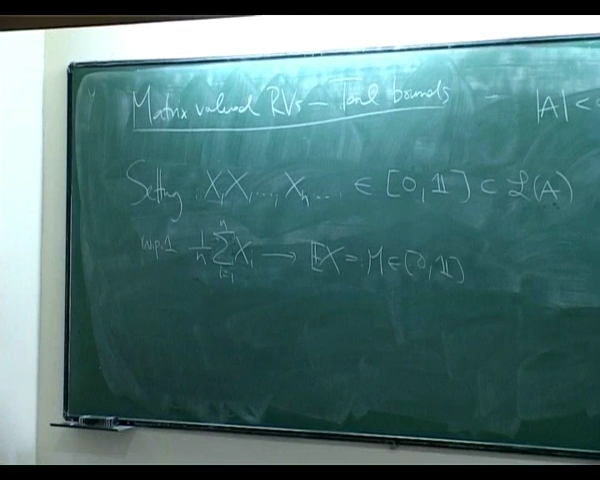 Matrix valued RVs – Tail bounds – |A| <
Setting X, X₁, ..., Xₙ, ... ∈ [0, 𝟙] ⊂ ℒ(A)
w.p. 1 1/n ∑ᵢ₌₁ⁿ Xᵢ → 𝔼X =: M ∈ [0, 𝟙]